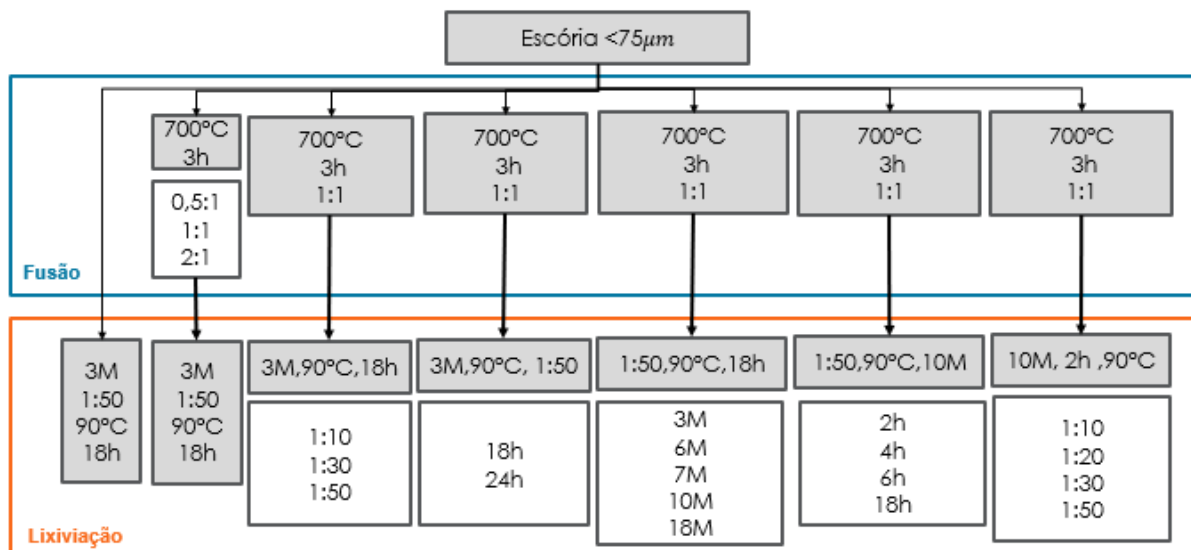 Escória <75μm
700°C
3h
0,5:1
1:1
2:1
700°C
3h
1:1
700°C
3h
1:1
700°C
3h
1:1
700°C
3h
1:1
700°C
3h
1:1
Fusão
3M
1:50
90°C
18h
3M
1:50
90°C
18h
3M,90°C,18h
1:10
1:30
1:50
3M,90°C, 1:50
18h
24h
1:50,90°C,18h
3M
6M
7M
10M
18M
1:50,90°C,10M
2h
4h
6h
18h
10M, 2h ,90°C
1:10
1:20
1:30
1:50
Lixiviação